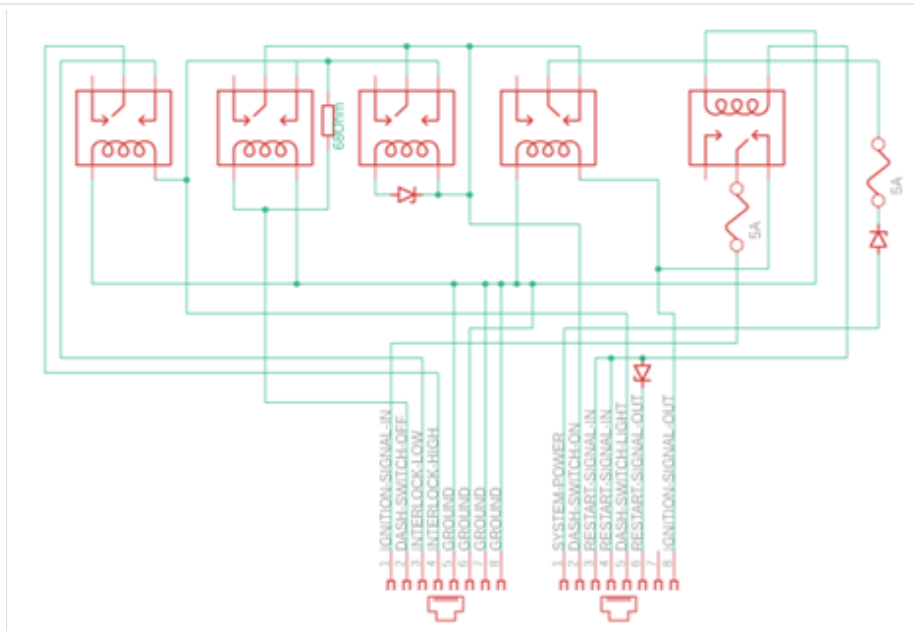 68Ohm
5A
5A
1 IGNITION-SIGNAL-IN
2 DASH-SWITCH-OFF
3 INTERLOCK-LOW
4 INTERLOCK-HIGH
5 GROUND
6 GROUND
7 GROUND
8 GROUND
1 SYSTEM-POWER
2 DASH-SWITCH-ON
3 RESTART-SIGNAL-IN
4 RESTART-SIGNAL-IN
5 DASH-SWITCH-LIGHT
6 RESTART-SIGNAL-OUT
7
8 IGNITION-SIGNAL-OUT